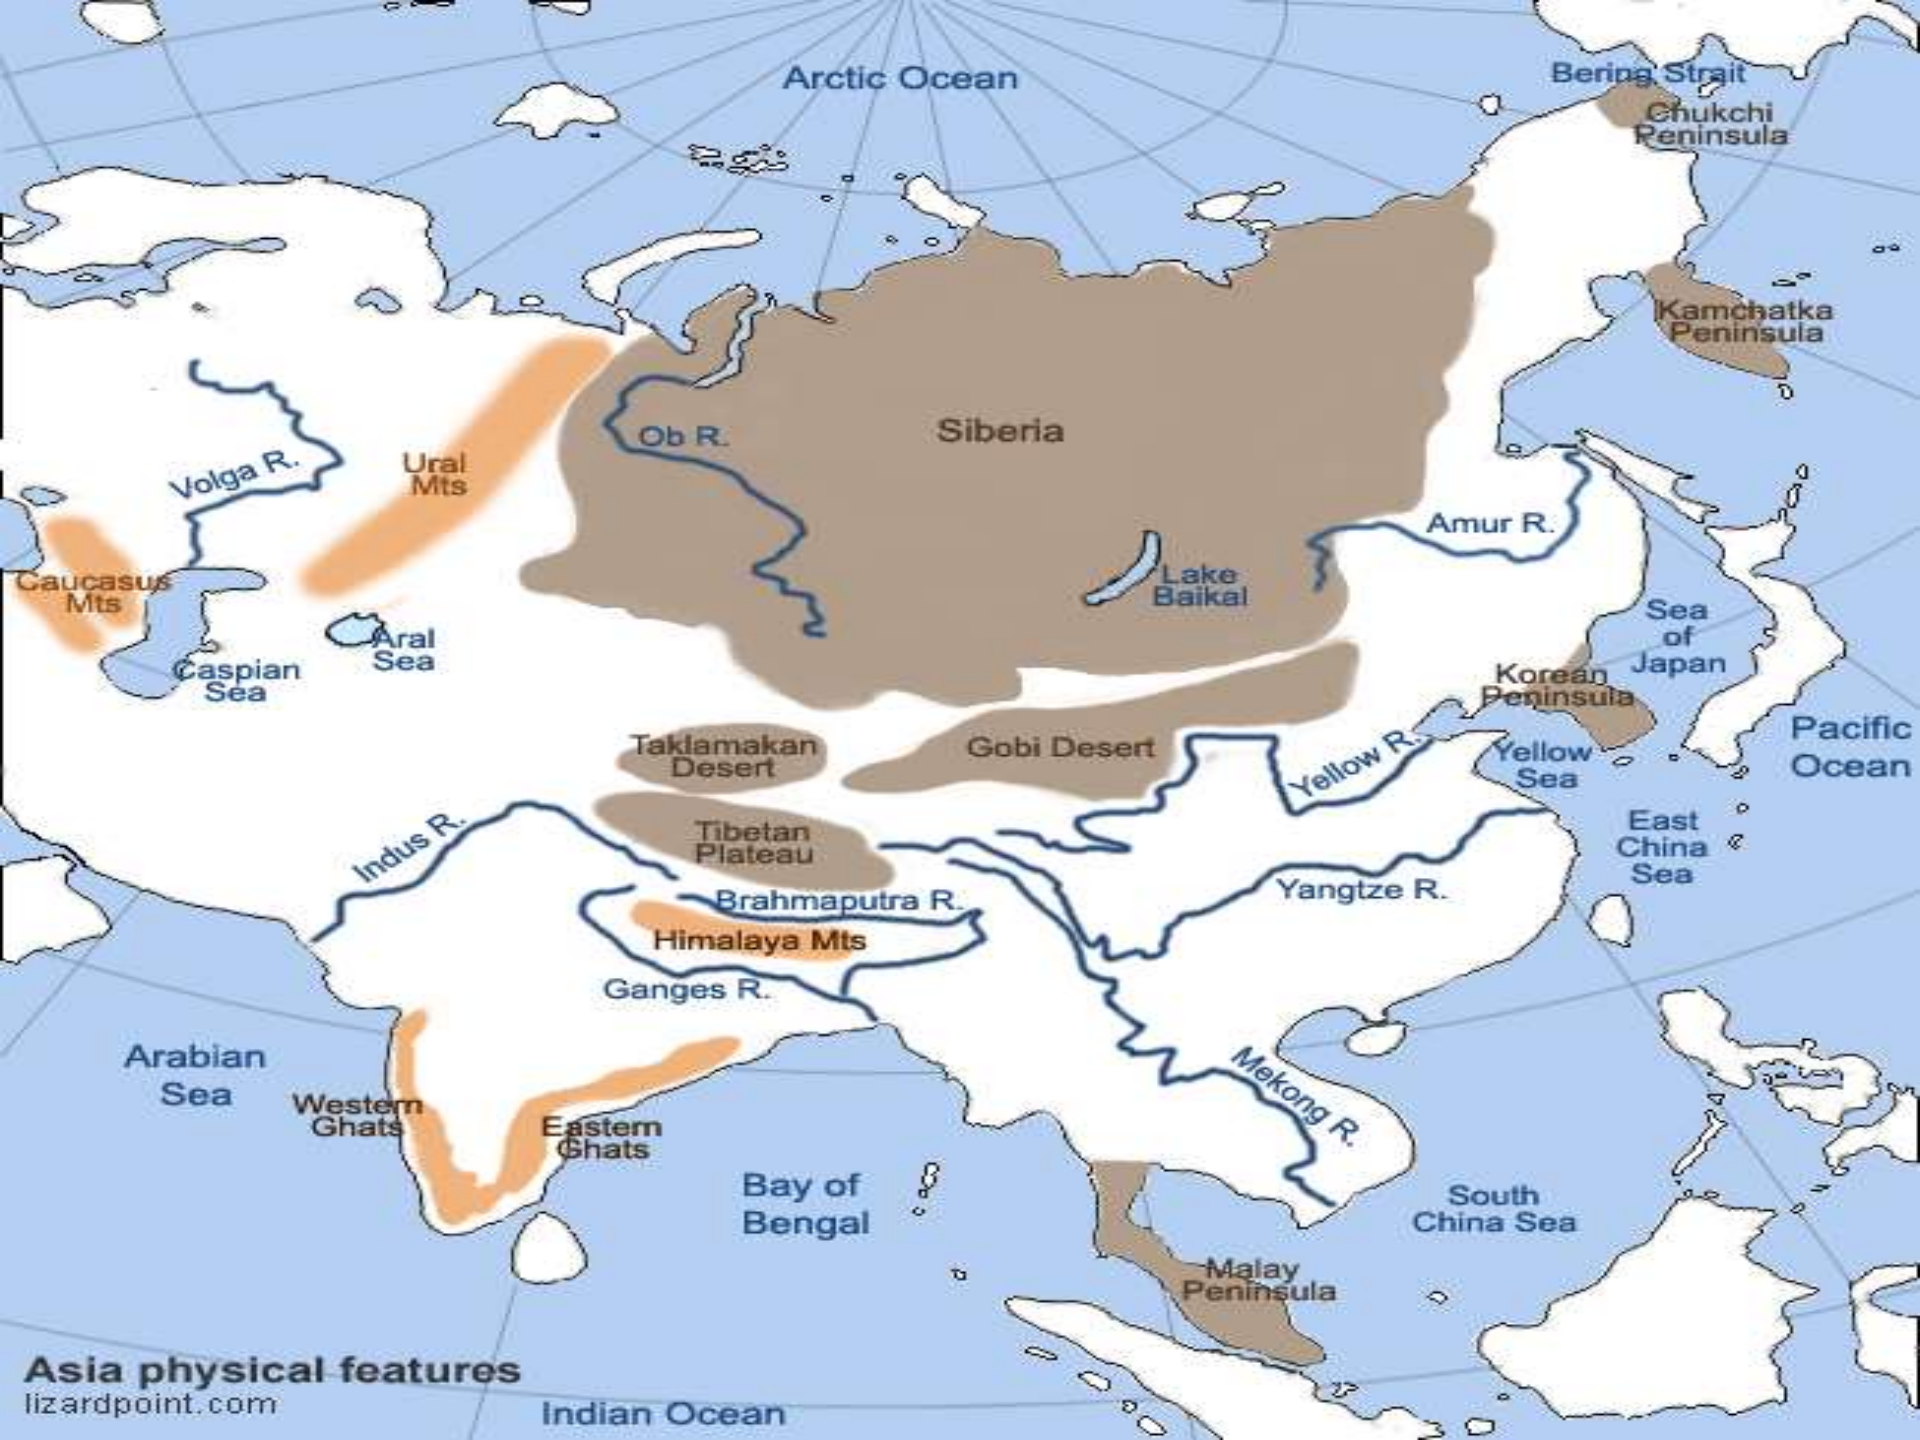 Arctic Ocean
Bering Strait
Chukchi
Peninsula
Kamchatka
Peninsula
Siberia
Ob R.
Ural
Mts
Volga R.
Amur R.
Caucasus
Mts
Lake
Baikal
Aral
Sea
Caspian
Sea
Sea
of
Japan
Korean
Peninsula
Taklamakan
Desert
Gobi Desert
Yellow R.
Yellow
Sea
Pacific
Ocean
Indus R.
Tibetan
Plateau
East
China
Sea
Brahmaputra R.
Yangtze R.
Himalaya Mts
Ganges R.
Arabian
Sea
Western
Ghats
Eastern
Ghats
Mekong R.
Bay of
Bengal
South
China Sea
Malay
Peninsula
Asia physical features
lizardpoint.com
Indian Ocean